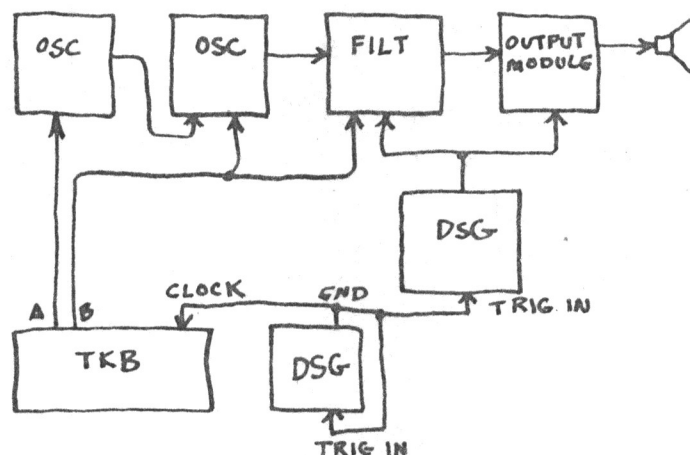 OSC
OSC
FILT
OUTPUT
MODULE
DSG
TRIG IN
CLOCK
END
A B
TKB
DSG
TRIG IN